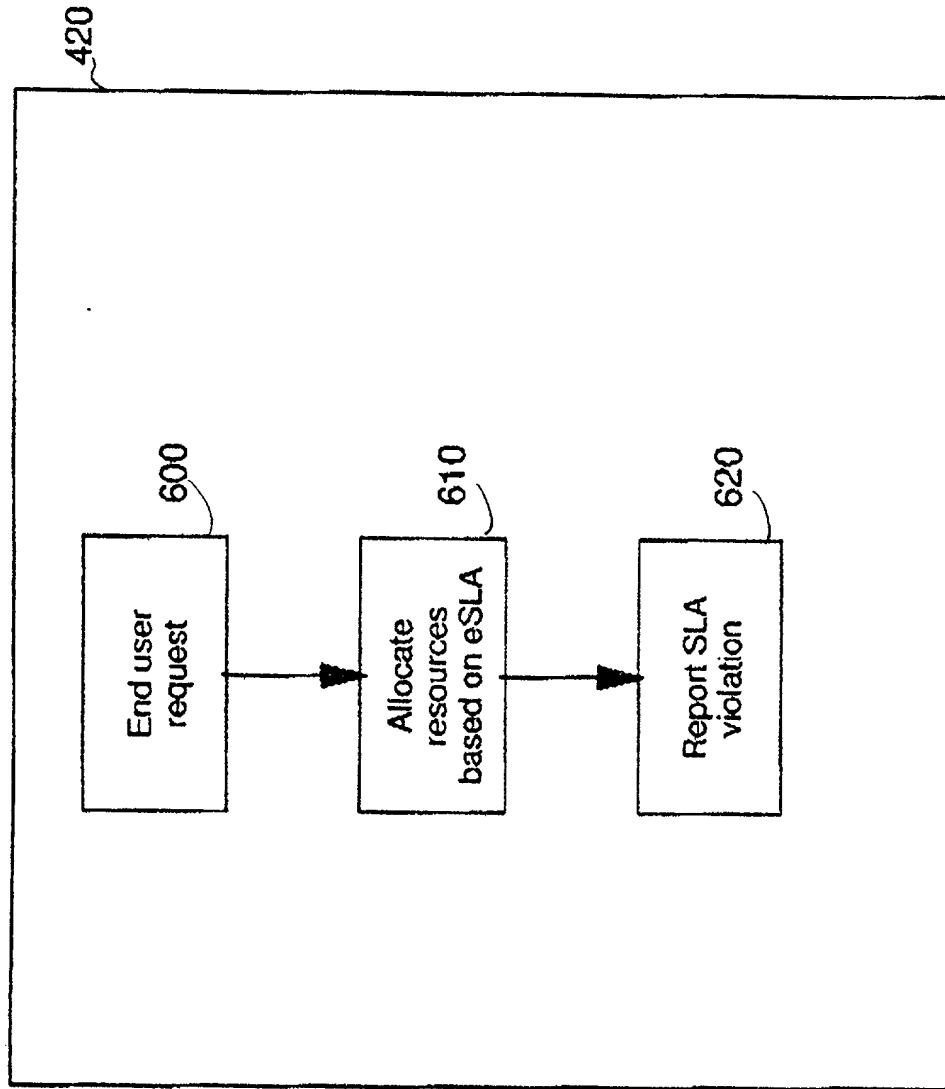 420
End user
request
600
Allocate
resources
based on eSLA
610
Report SLA
violation
620